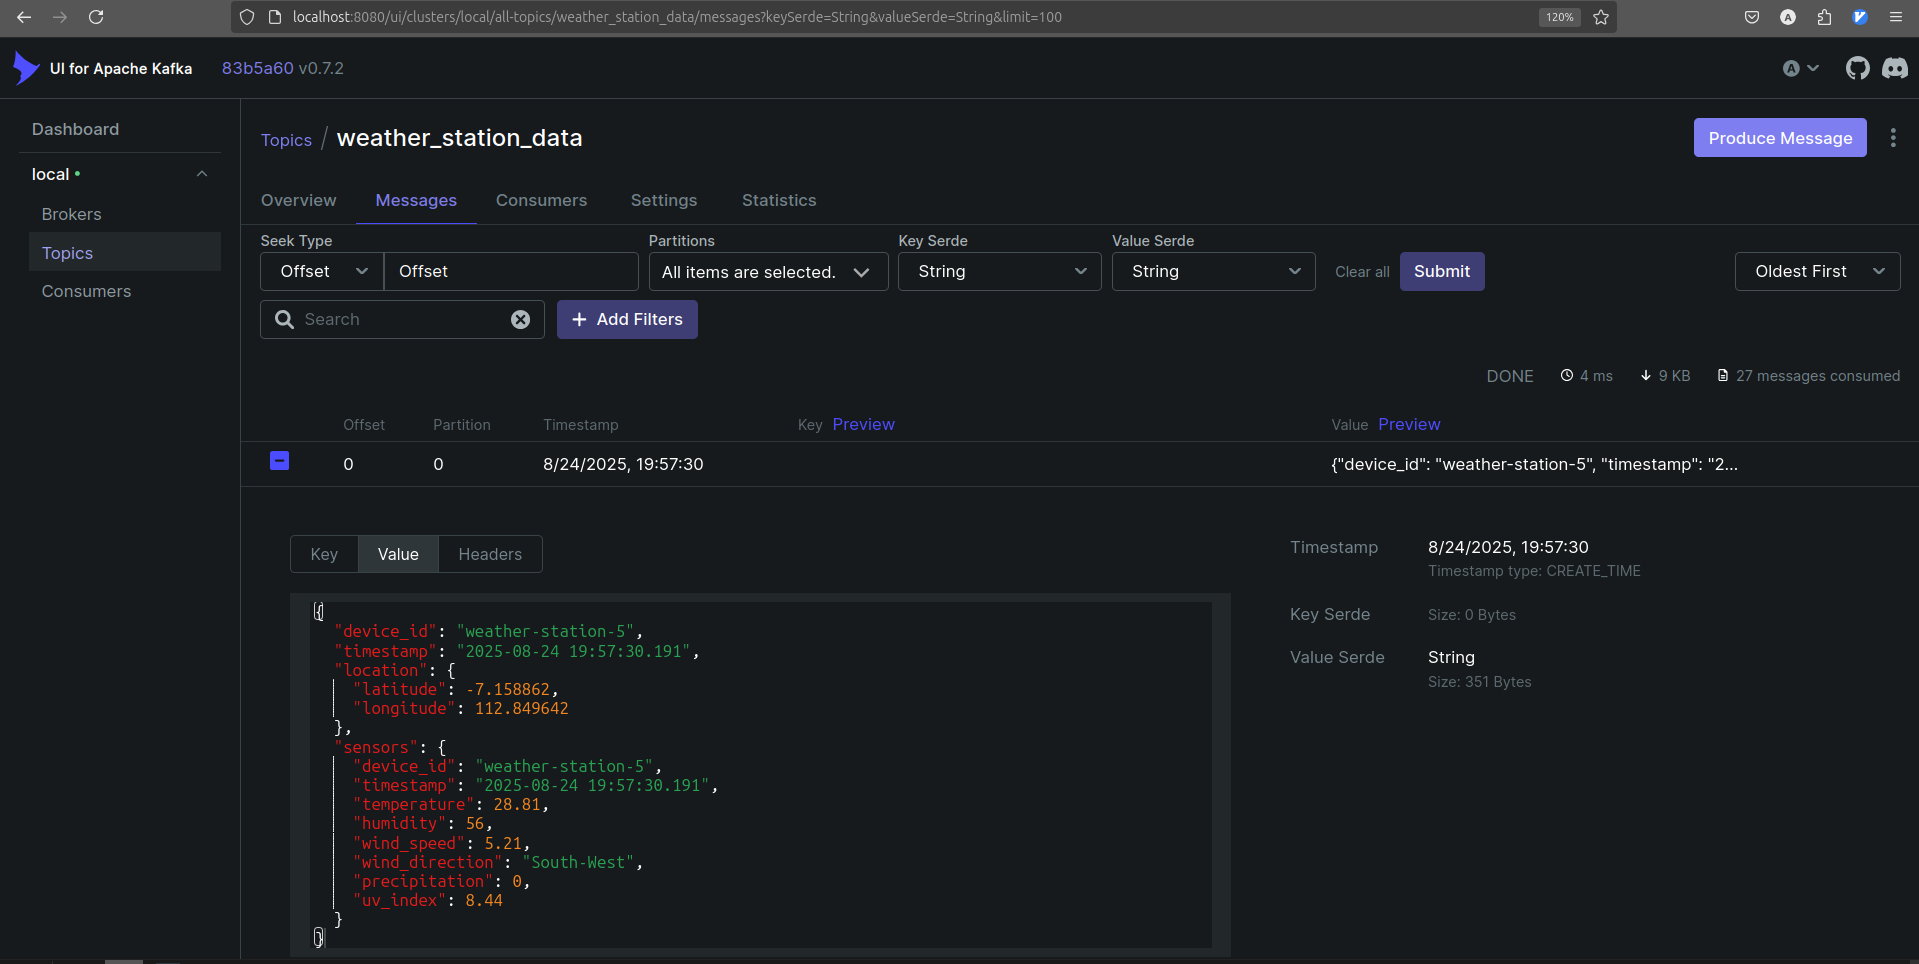 localhost:8080/ui/clusters/local/all-topics/weather_station_data/messages?keySerde=String&valueSerde=String&limit=100
120%
A
UI for Apache Kafka
83b5a60 v0.7.2
A
Dashboard
local
Brokers
Topics
Consumers
Topics / weather_station_data
Produce Message
Overview Messages Consumers Settings Statistics
Seek Type Partitions Key Serde Value Serde
Offset Offset All items are selected. String String Clear all Submit Oldest First
Search + Add Filters
DONE 4 ms 9 KB 27 messages consumed
Offset Partition Timestamp Key Preview Value Preview
0 0 8/24/2025, 19:57:30 {"device_id": "weather-station-5", "timestamp": "2...
Key Value Headers
{
"device_id": "weather-station-5",
"timestamp": "2025-08-24 19:57:30.191",
"location": {
"latitude": -7.158862,
"longitude": 112.849642
},
"sensors": {
"device_id": "weather-station-5",
"timestamp": "2025-08-24 19:57:30.191",
"temperature": 28.81,
"humidity": 56,
"wind_speed": 5.21,
"wind_direction": "South-West",
"precipitation": 0,
"uv_index": 8.44
}
}
Timestamp 8/24/2025, 19:57:30
Timestamp type: CREATE_TIME
Key Serde Size: 0 Bytes
Value Serde String
Size: 351 Bytes